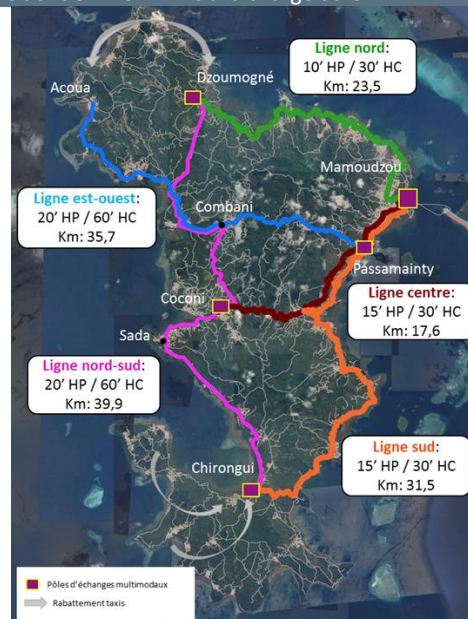 Ligne nord:
10' HP / 30' HC
Km: 23,5
Dzoumogné
Acoua
Mamoudzou
Ligne est-ouest:
20' HP / 60' HC
Km: 35,7
Combani
Passamainty
Ligne centre:
15' HP / 30' HC
Km: 17,6
Coconi
Sada
Ligne nord-sud:
20' HP / 60' HC
Km: 39,9
Ligne sud:
15' HP / 30' HC
Km: 31,5
Chirongui
Pôles d'échanges multimodaux
Rabattement taxis